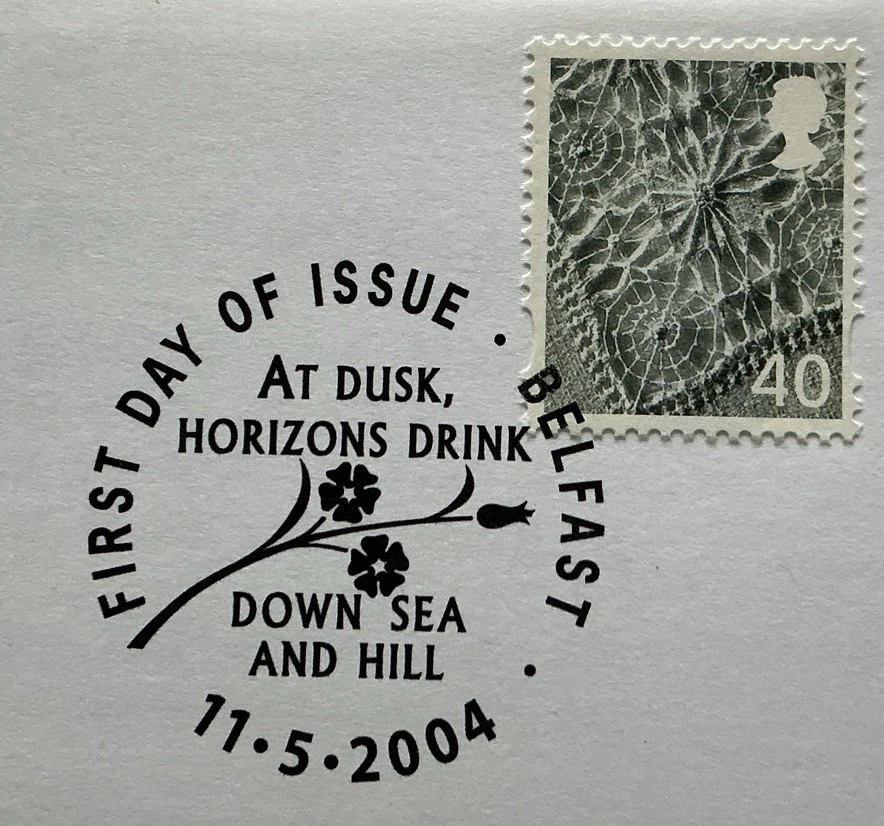 40
FIRST DAY OF ISSUE • BELFAST •
AT DUSK,
HORIZONS DRINK
DOWN SEA
AND HILL
11•5•2004